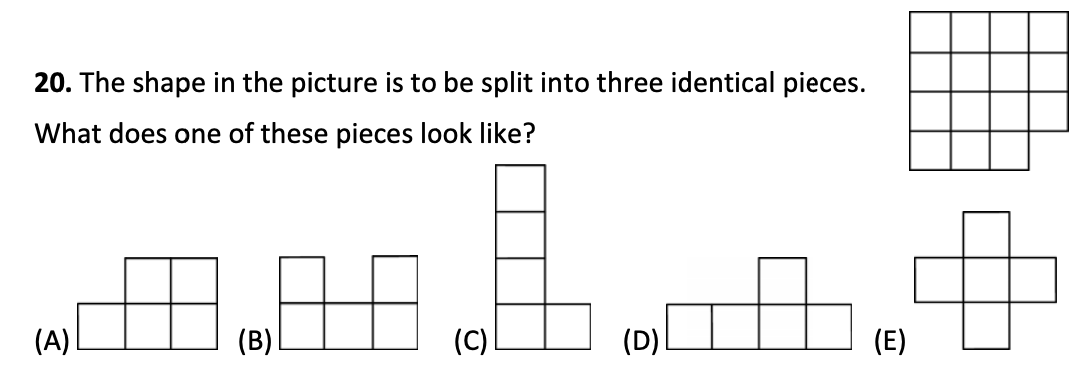 20. The shape in the picture is to be split into three identical pieces.
What does one of these pieces look like?
(A) (B) (C) (D) (E)